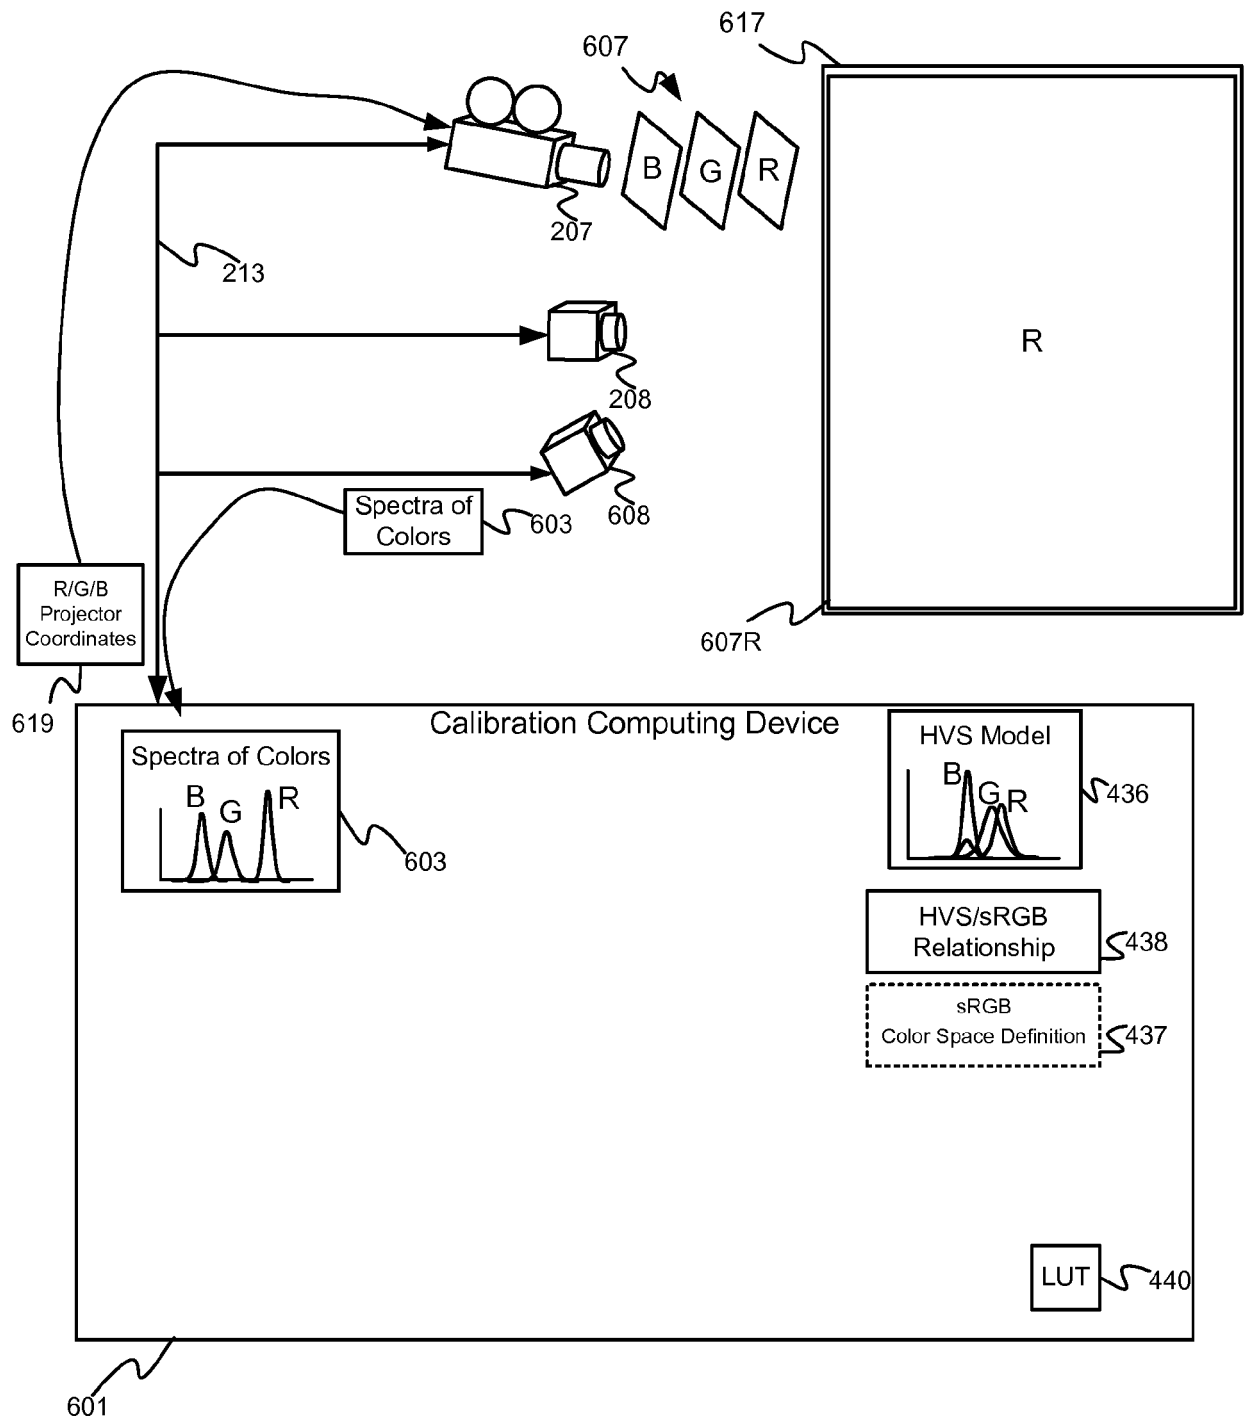 617
607
B
G
R
207
213
R
208
608
Spectra of
Colors
603
R/G/B
Projector
Coordinates
607R
619
Calibration Computing Device
Spectra of Colors
B
G
R
603
HVS Model
B
G
R
436
HVS/sRGB
Relationship
438
sRGB
Color Space Definition
437
LUT
440
601